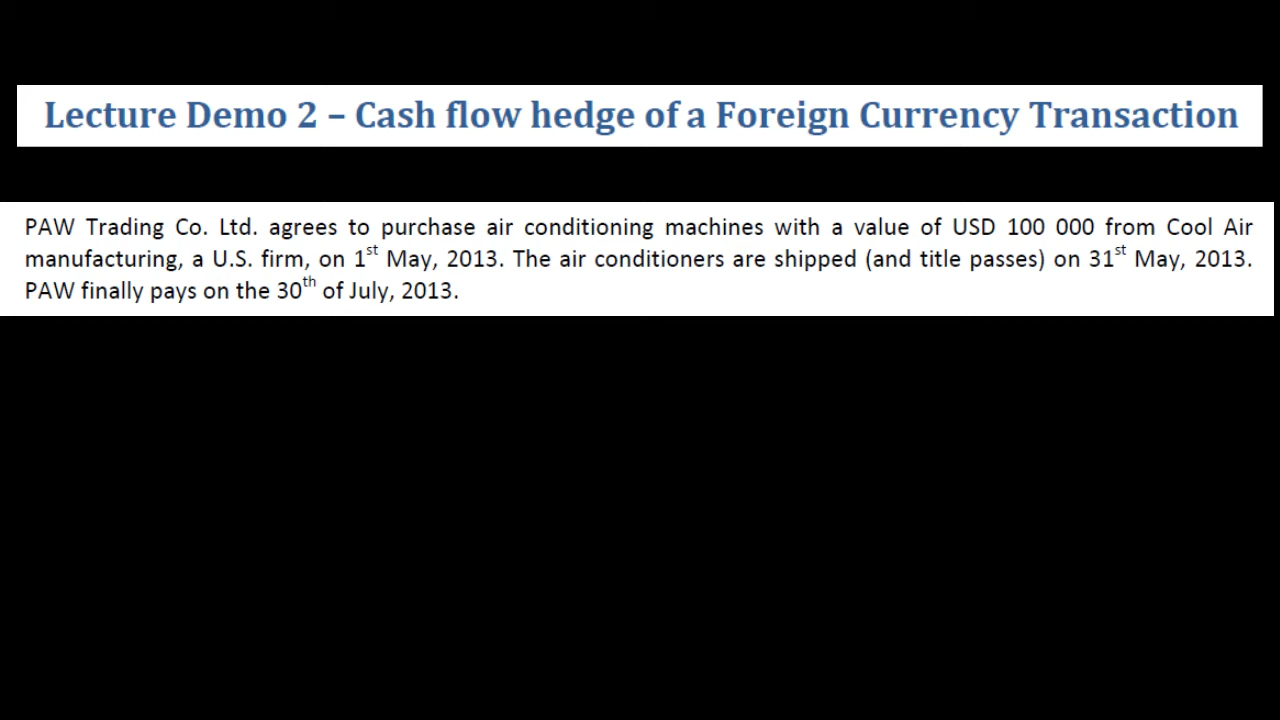 Lecture Demo 2 – Cash flow hedge of a Foreign Currency Transaction
PAW Trading Co. Ltd. agrees to purchase air conditioning machines with a value of USD 100 000 from Cool Air
manufacturing, a U.S. firm, on 1st May, 2013. The air conditioners are shipped (and title passes) on 31st May, 2013.
PAW finally pays on the 30th of July, 2013.